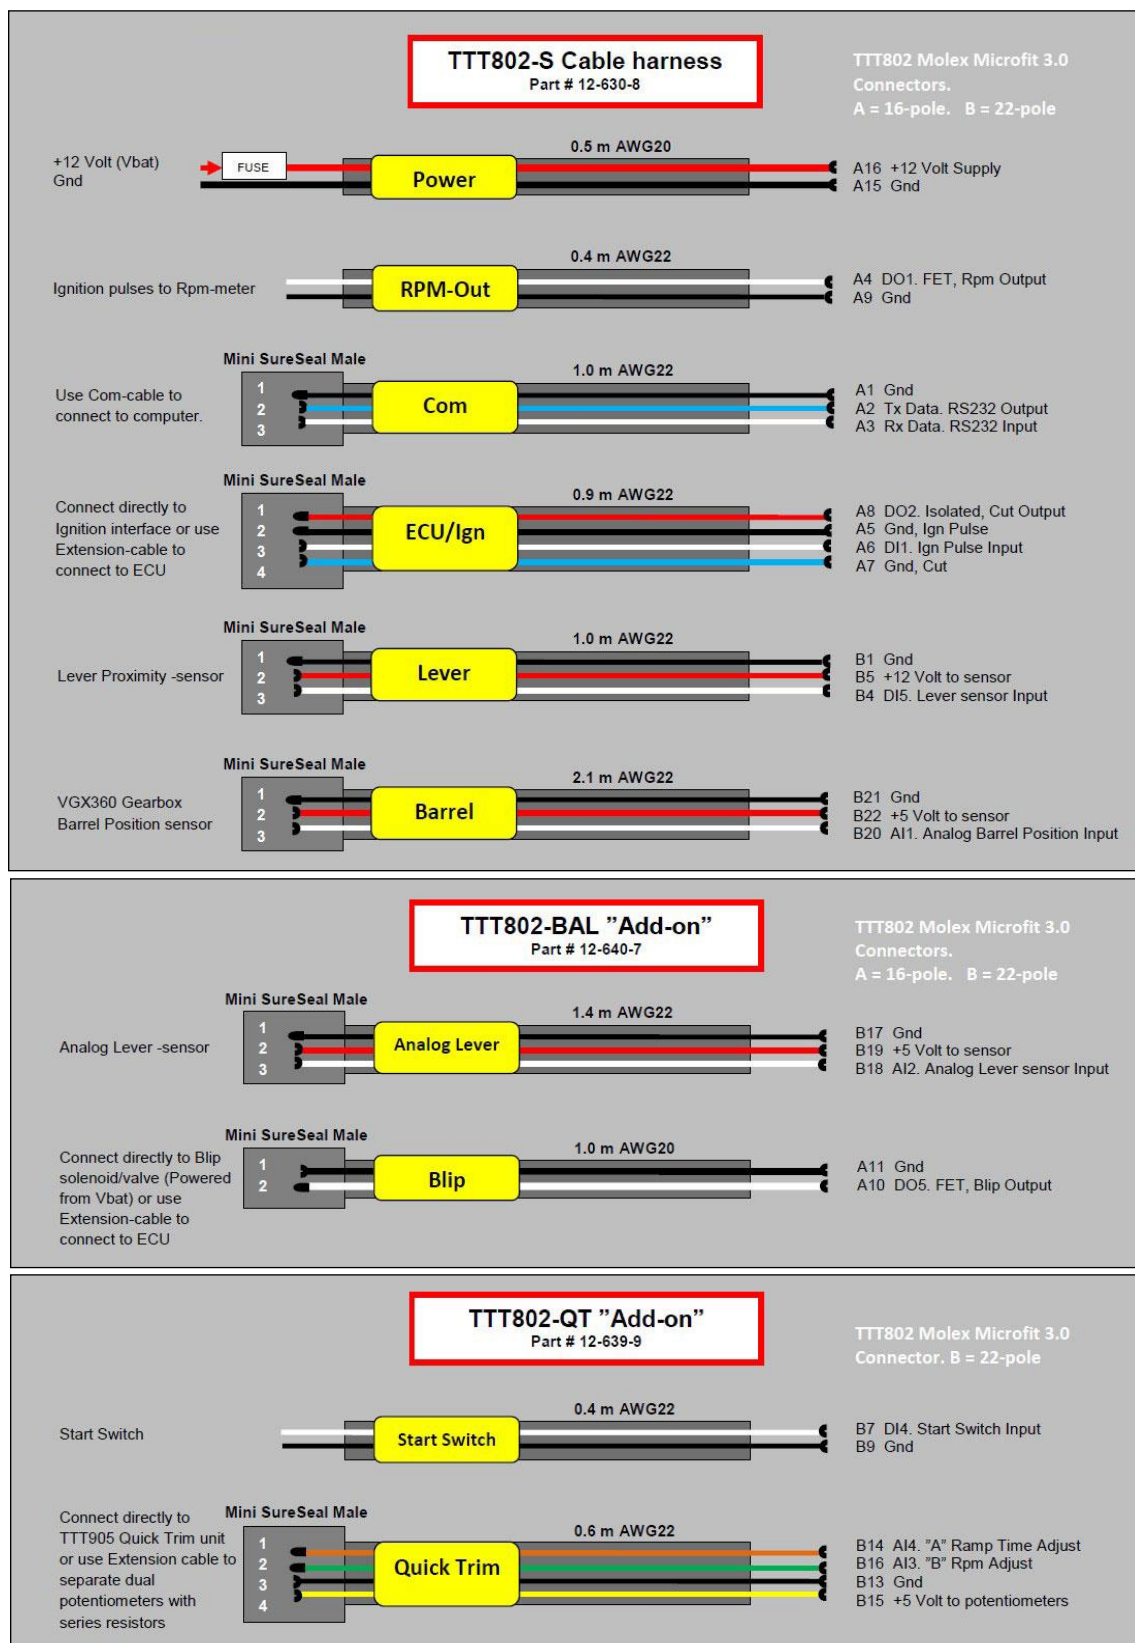 TTT802-S Cable harness
Part # 12-630-8
TTT802 Molex Microfit 3.0
Connectors.
A = 16-pole.   B = 22-pole
+12 Volt (Vbat)
Gnd
FUSE
Power
0.5 m AWG20
A16  +12 Volt Supply
A15  Gnd
Ignition pulses to Rpm-meter
RPM-Out
0.4 m AWG22
A4  DO1. FET, Rpm Output
A9  Gnd
Mini SureSeal Male
Use Com-cable to
connect to computer.
1
2
3
Com
1.0 m AWG22
A1  Gnd
A2  Tx Data. RS232 Output
A3  Rx Data. RS232 Input
Mini SureSeal Male
Connect directly to
Ignition interface or use
Extension-cable to
connect to ECU
1
2
3
4
ECU/Ign
0.9 m AWG22
A8  DO2. Isolated, Cut Output
A5  Gnd, Ign Pulse
A6  DI1. Ign Pulse Input
A7  Gnd, Cut
Mini SureSeal Male
Lever Proximity -sensor
1
2
3
Lever
1.0 m AWG22
B1  Gnd
B5  +12 Volt to sensor
B4  DI5. Lever sensor Input
Mini SureSeal Male
VGX360 Gearbox
Barrel Position sensor
1
2
3
Barrel
2.1 m AWG22
B21  Gnd
B22  +5 Volt to sensor
B20  AI1. Analog Barrel Position Input
TTT802-BAL ”Add-on”
Part # 12-640-7
TTT802 Molex Microfit 3.0
Connectors.
A = 16-pole.   B = 22-pole
Mini SureSeal Male
Analog Lever -sensor
1
2
3
Analog Lever
1.4 m AWG22
B17  Gnd
B19  +5 Volt to sensor
B18  AI2. Analog Lever sensor Input
Mini SureSeal Male
Connect directly to Blip
solenoid/valve (Powered
from Vbat) or use
Extension-cable to
connect to ECU
1
2
Blip
1.0 m AWG20
A11  Gnd
A10  DO5. FET, Blip Output
TTT802-QT ”Add-on”
Part # 12-639-9
TTT802 Molex Microfit 3.0
Connector. B = 22-pole
Start Switch
Start Switch
0.4 m AWG22
B7  DI4. Start Switch Input
B9  Gnd
Mini SureSeal Male
Connect directly to
TTT905 Quick Trim unit
or use Extension cable to
separate dual
potentiometers with
series resistors
1
2
3
4
Quick Trim
0.6 m AWG22
B14  AI4. ”A” Ramp Time Adjust
B16  AI3. ”B” Rpm Adjust
B13  Gnd
B15  +5 Volt to potentiometers